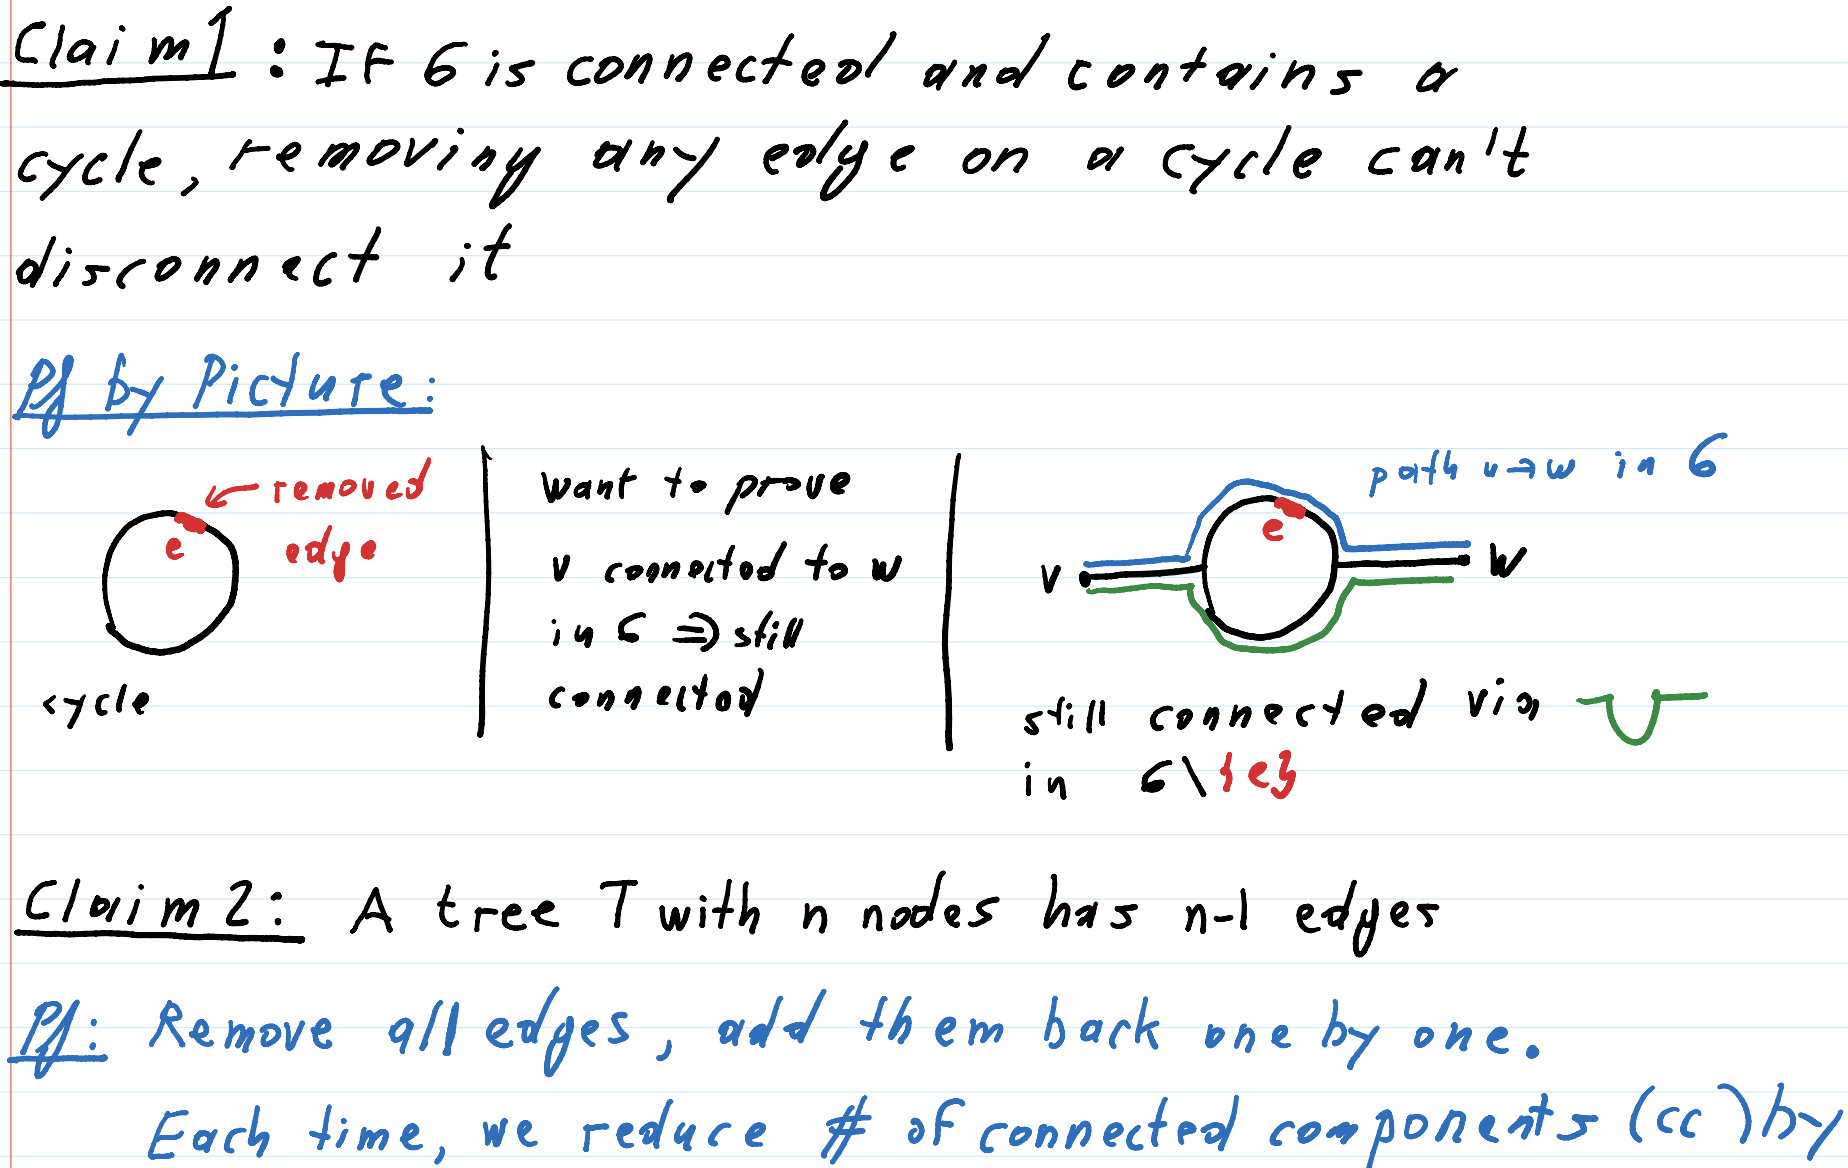 Claim 1: If G is connected and contains a
cycle, removing any edge on a cycle can't
disconnect it
Pf by Picture:
removed
edge
e
cycle
want to prove
v connected to w
in G ⇒ still
connected
path u→w in G
e
v
w
still connected via
in G\{e}
Claim 2: A tree T with n nodes has n-1 edges
Pf: Remove all edges, add them back one by one.
Each time, we reduce # of connected components (cc) by